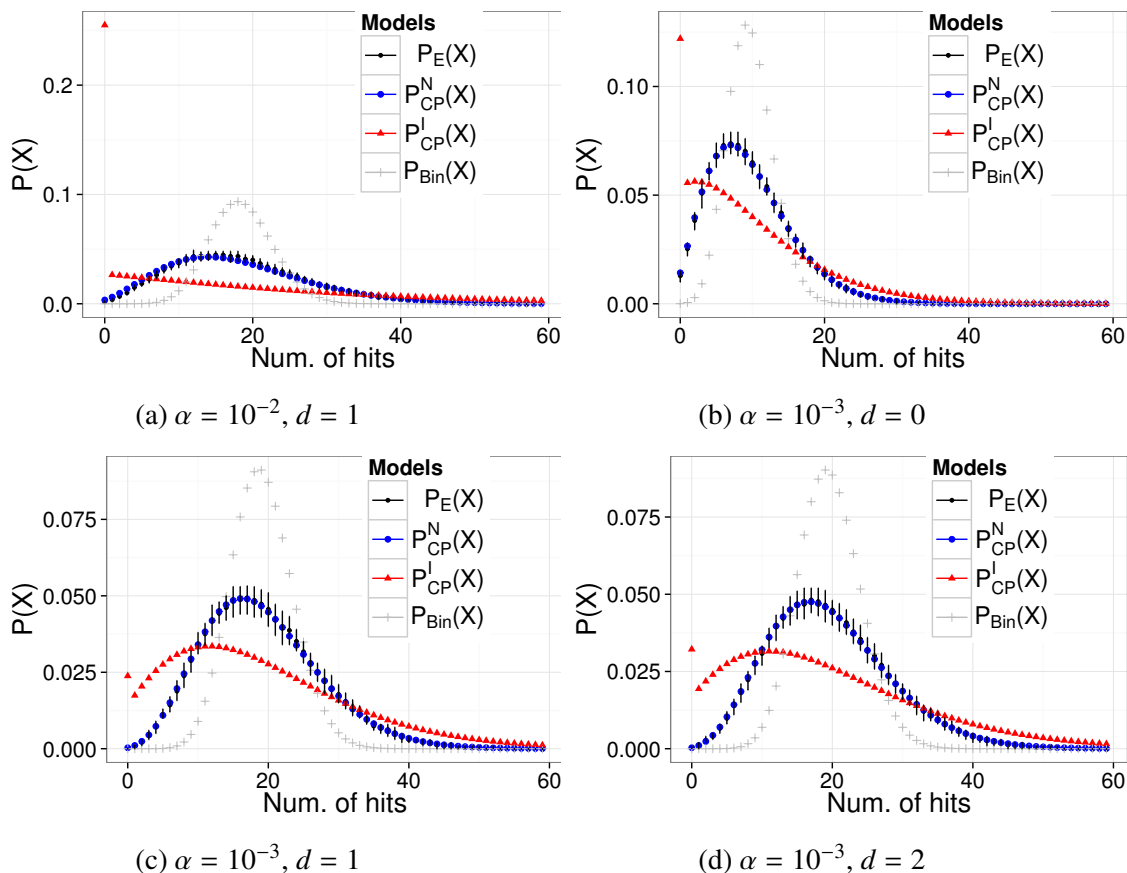 Models
P_E(X)
P^N_CP(X)
P^I_CP(X)
P_Bin(X)
P(X)
0.2
0.1
0.0
0 20 40 60
Num. of hits
(a) α = 10^−2, d = 1
Models
P_E(X)
P^N_CP(X)
P^I_CP(X)
P_Bin(X)
P(X)
0.10
0.05
0.00
0 20 40 60
Num. of hits
(b) α = 10^−3, d = 0
Models
P_E(X)
P^N_CP(X)
P^I_CP(X)
P_Bin(X)
P(X)
0.075
0.050
0.025
0.000
0 20 40 60
Num. of hits
(c) α = 10^−3, d = 1
Models
P_E(X)
P^N_CP(X)
P^I_CP(X)
P_Bin(X)
P(X)
0.075
0.050
0.025
0.000
0 20 40 60
Num. of hits
(d) α = 10^−3, d = 2